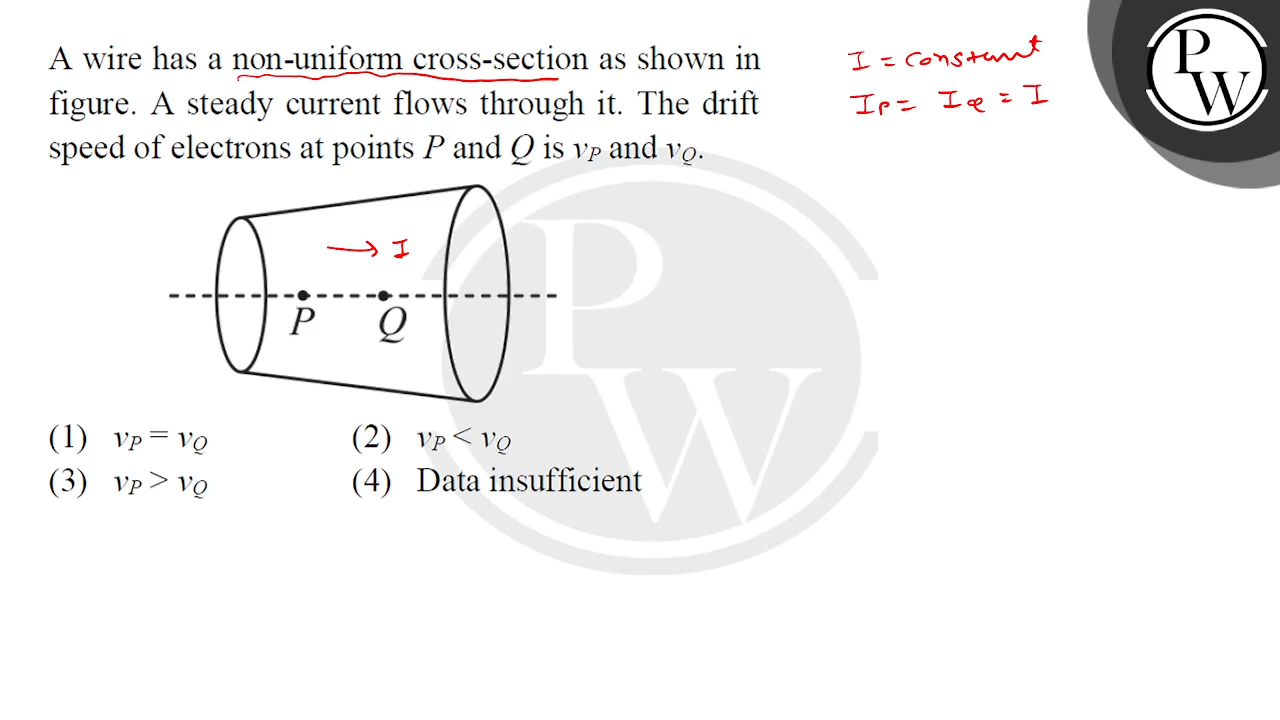 A wire has a non-uniform cross-section as shown in
figure. A steady current flows through it. The drift
speed of electrons at points P and Q is vP and vQ.
I = constant
IP = IQ = I
PW
→ I
P Q
(1) vP = vQ (2) vP < vQ
(3) vP > vQ (4) Data insufficient
PW